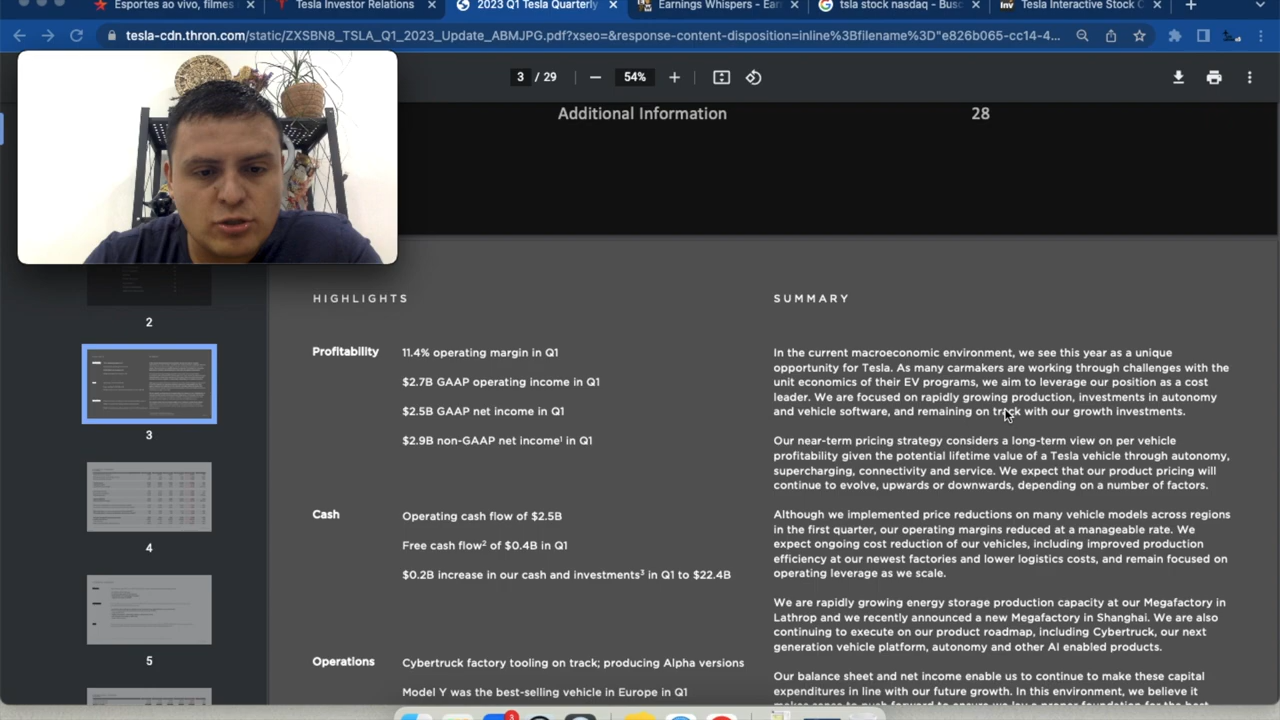 Esportes ao vivo, filmes
Tesla Investor Relations
2023 Q1 Tesla Quarterly
Earnings Whispers - Ear
tsla stock nasdaq - Bus
Tesla Interactive Stock C
tesla-cdn.thron.com/static/ZXSBN8_TSLA_Q1_2023_Update_ABMJPG.pdf?xseo=&response-content-disposition=inline%3Bfilename%3D"e826b065-cc14-4...
3 / 29
54%
Additional Information 28
2
3
4
5
HIGHLIGHTS
Profitability
11.4% operating margin in Q1
$2.7B GAAP operating income in Q1
$2.5B GAAP net income in Q1
$2.9B non-GAAP net income¹ in Q1
Cash
Operating cash flow of $2.5B
Free cash flow² of $0.4B in Q1
$0.2B increase in our cash and investments³ in Q1 to $22.4B
Operations
Cybertruck factory tooling on track; producing Alpha versions
Model Y was the best-selling vehicle in Europe in Q1
SUMMARY
In the current macroeconomic environment, we see this year as a unique
opportunity for Tesla. As many carmakers are working through challenges with the
unit economics of their EV programs, we aim to leverage our position as a cost
leader. We are focused on rapidly growing production, investments in autonomy
and vehicle software, and remaining on track with our growth investments.
Our near-term pricing strategy considers a long-term view on per vehicle
profitability given the potential lifetime value of a Tesla vehicle through autonomy,
supercharging, connectivity and service. We expect that our product pricing will
continue to evolve, upwards or downwards, depending on a number of factors.
Although we implemented price reductions on many vehicle models across regions
in the first quarter, our operating margins reduced at a manageable rate. We
expect ongoing cost reduction of our vehicles, including improved production
efficiency at our newest factories and lower logistics costs, and remain focused on
operating leverage as we scale.
We are rapidly growing energy storage production capacity at our Megafactory in
Lathrop and we recently announced a new Megafactory in Shanghai. We are also
continuing to execute on our product roadmap, including Cybertruck, our next
generation vehicle platform, autonomy and other AI enabled products.
Our balance sheet and net income enable us to continue to make these capital
expenditures in line with our future growth. In this environment, we believe it